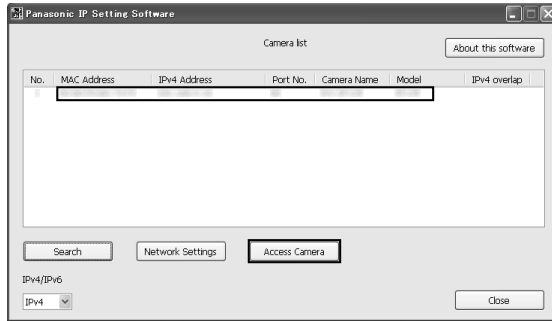 Panasonic IP Setting Software
Camera list
About this software
No. MAC Address IPv4 Address Port No. Camera Name Model IPv4 overlap
Search Network Settings Access Camera
IPv4/IPv6
IPv4 Close